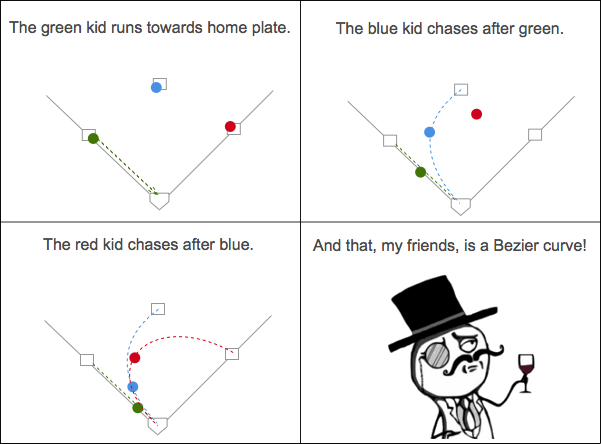 The green kid runs towards home plate.
The blue kid chases after green.
The red kid chases after blue.
And that, my friends, is a Bezier curve!